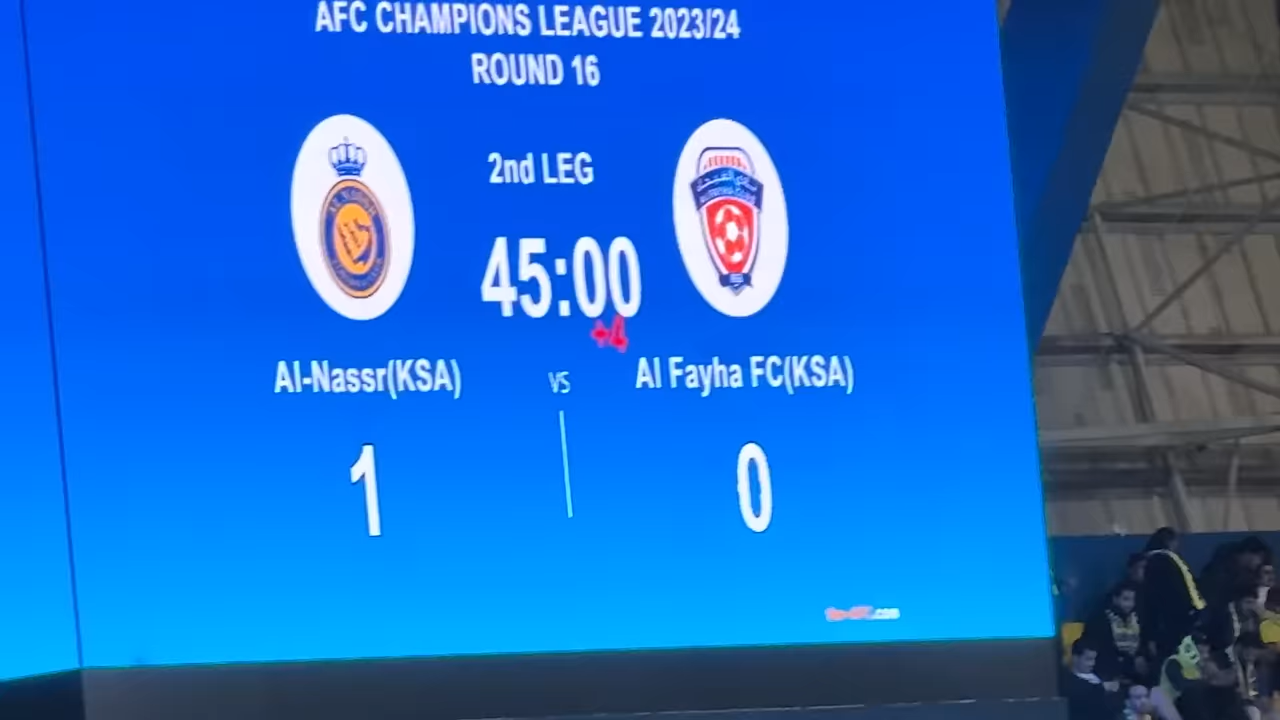 AFC CHAMPIONS LEAGUE 2023/24
ROUND 16
2nd LEG
45:00
+4
Al-Nassr(KSA) VS Al Fayha FC(KSA)
1 0